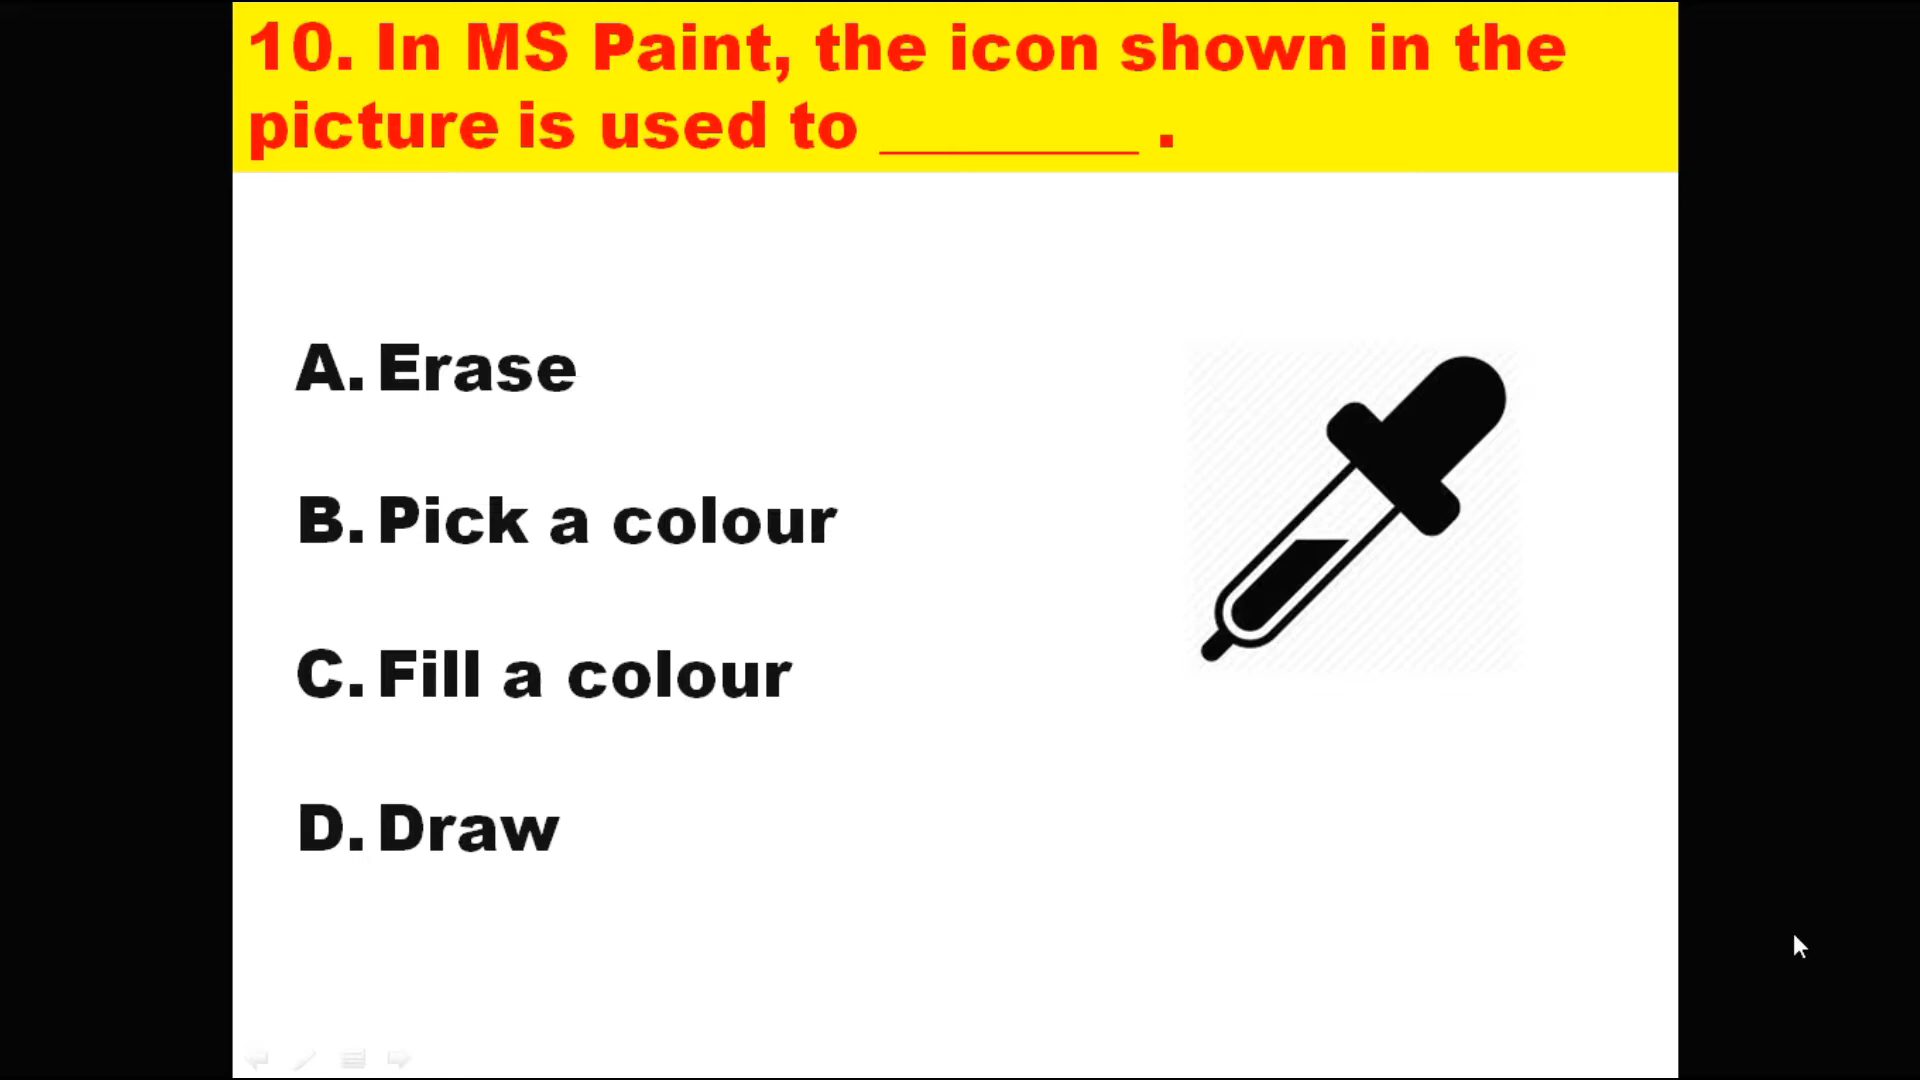 10. In MS Paint, the icon shown in the
picture is used to ________ .
A. Erase
B. Pick a colour
C. Fill a colour
D. Draw